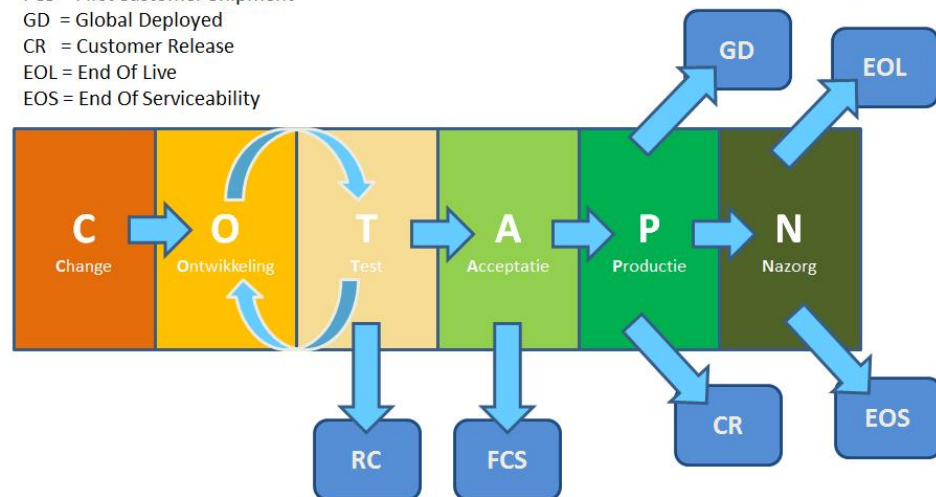 GD = Global Deployed
CR = Customer Release
EOL = End Of Live
EOS = End Of Serviceability
GD
EOL
C
Change
O
Ontwikkeling
T
Test
A
Acceptatie
P
Productie
N
Nazorg
RC
FCS
CR
EOS